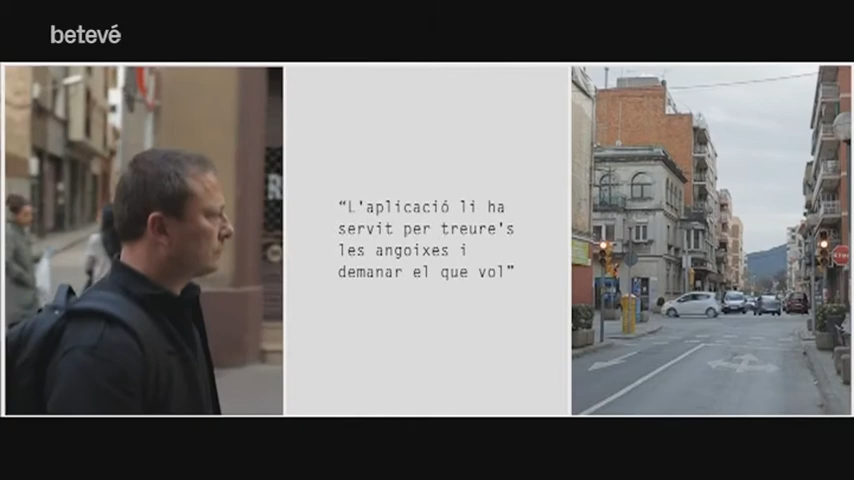 betevé
“L'aplicació li ha
servit per treure's
les angoixes i
demanar el que vol”